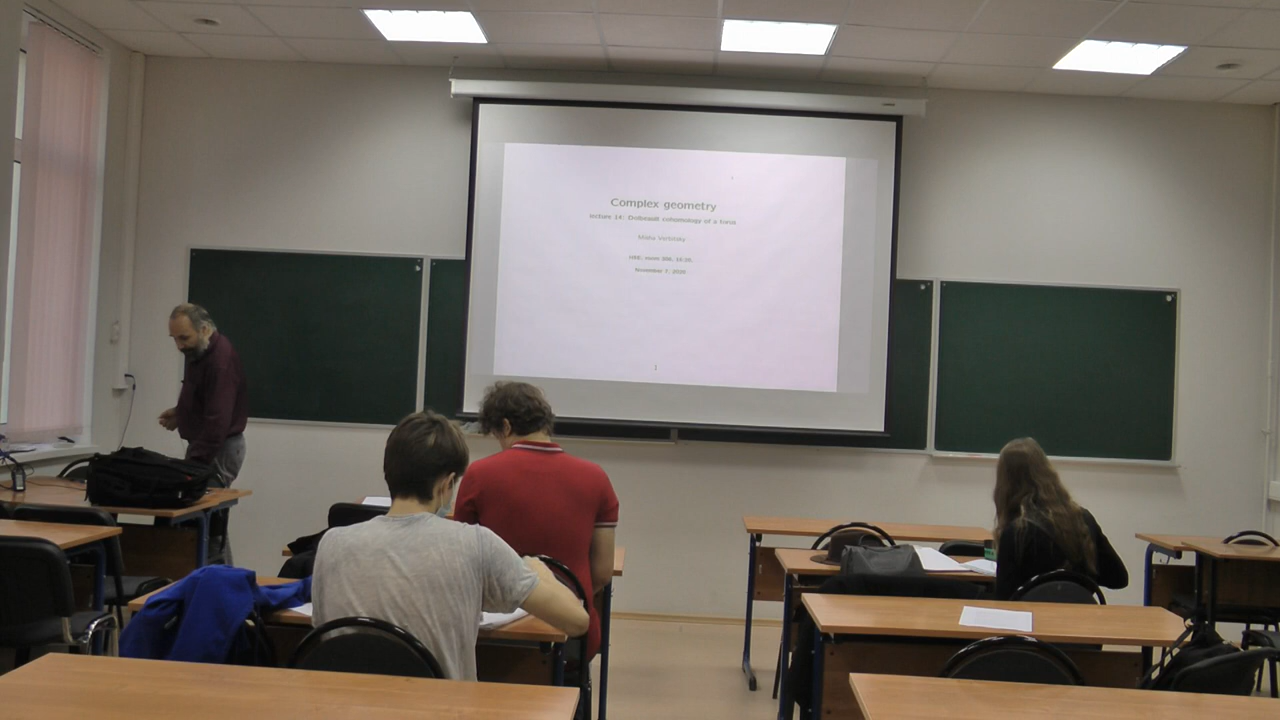 Complex geometry
lecture 14: Dolbeault cohomology of a torus
Misha Verbitsky
HSE, room 306, 16:20,
November 7, 2020
1